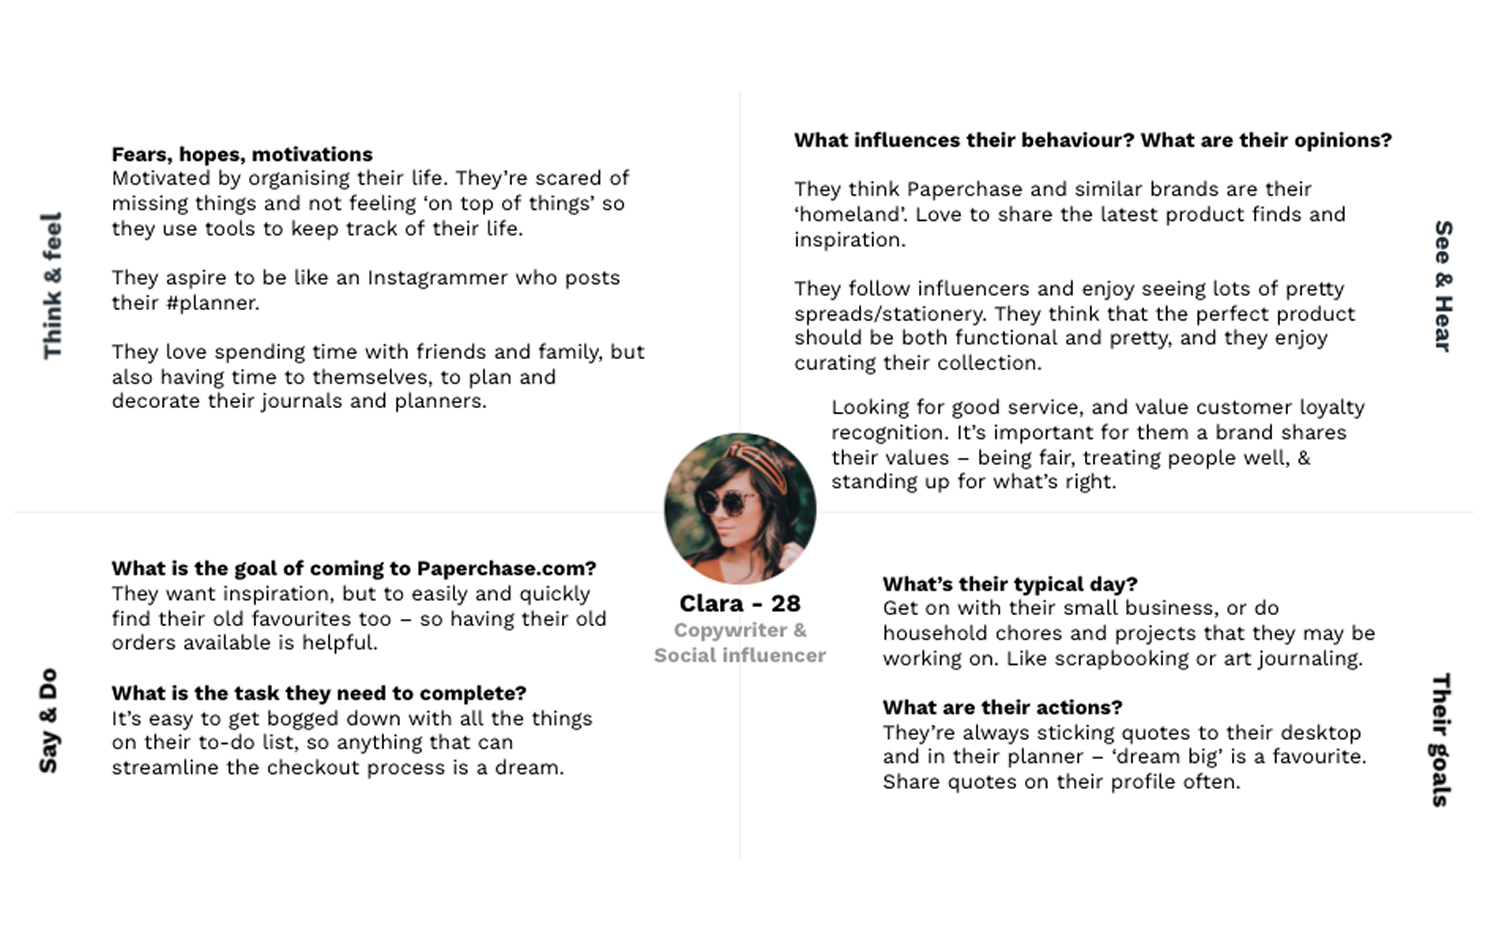 Think & feel
Fears, hopes, motivations
Motivated by organising their life. They’re scared of
missing things and not feeling ‘on top of things’ so
they use tools to keep track of their life.
They aspire to be like an Instagrammer who posts
their #planner.
They love spending time with friends and family, but
also having time to themselves, to plan and
decorate their journals and planners.
See & Hear
What influences their behaviour? What are their opinions?
They think Paperchase and similar brands are their
‘homeland’. Love to share the latest product finds and
inspiration.
They follow influencers and enjoy seeing lots of pretty
spreads/stationery. They think that the perfect product
should be both functional and pretty, and they enjoy
curating their collection.
Looking for good service, and value customer loyalty
recognition. It’s important for them a brand shares
their values – being fair, treating people well, &
standing up for what’s right.
Clara - 28
Copywriter &
Social influencer
Say & Do
What is the goal of coming to Paperchase.com?
They want inspiration, but to easily and quickly
find their old favourites too – so having their old
orders available is helpful.
What is the task they need to complete?
It’s easy to get bogged down with all the things
on their to-do list, so anything that can
streamline the checkout process is a dream.
Their goals
What’s their typical day?
Get on with their small business, or do
household chores and projects that they may be
working on. Like scrapbooking or art journaling.
What are their actions?
They’re always sticking quotes to their desktop
and in their planner – ‘dream big’ is a favourite.
Share quotes on their profile often.